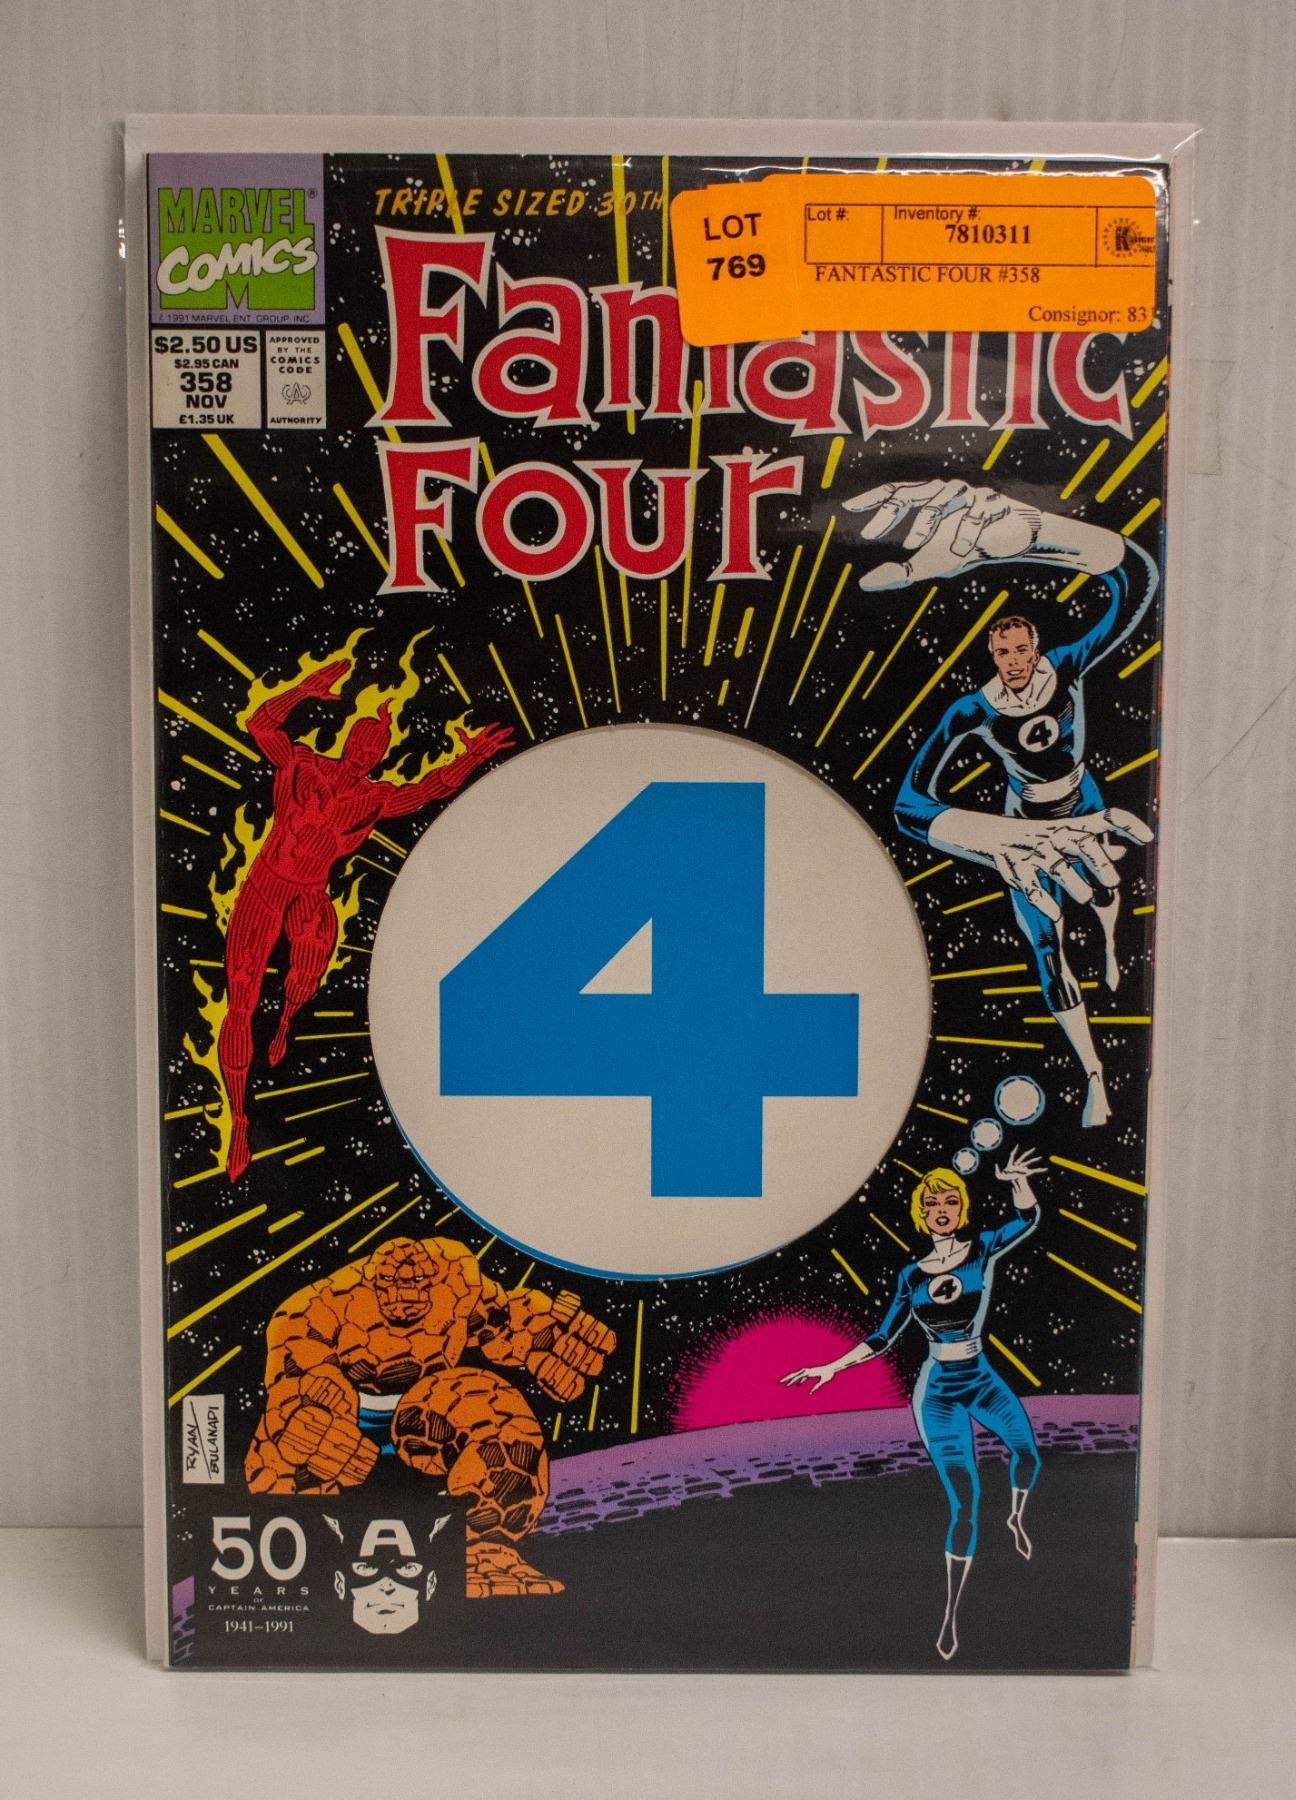 MARVEL®
COMICS
M
© 1991 MARVEL ENT. GROUP, INC.
$2.50 US
$2.95 CAN
358
NOV
£1.35 UK
APPROVED
BY THE
COMICS
CODE
CA
AUTHORITY
TRIPLE SIZED 30TH
LOT
769
Lot #:
Inventory #:
7810311
FANTASTIC FOUR #358
Consignor: 83
Fantastic
Four
4
4
4
RYAN
BULANADI
50
YEARS
OF
CAPTAIN AMERICA
1941-1991
A